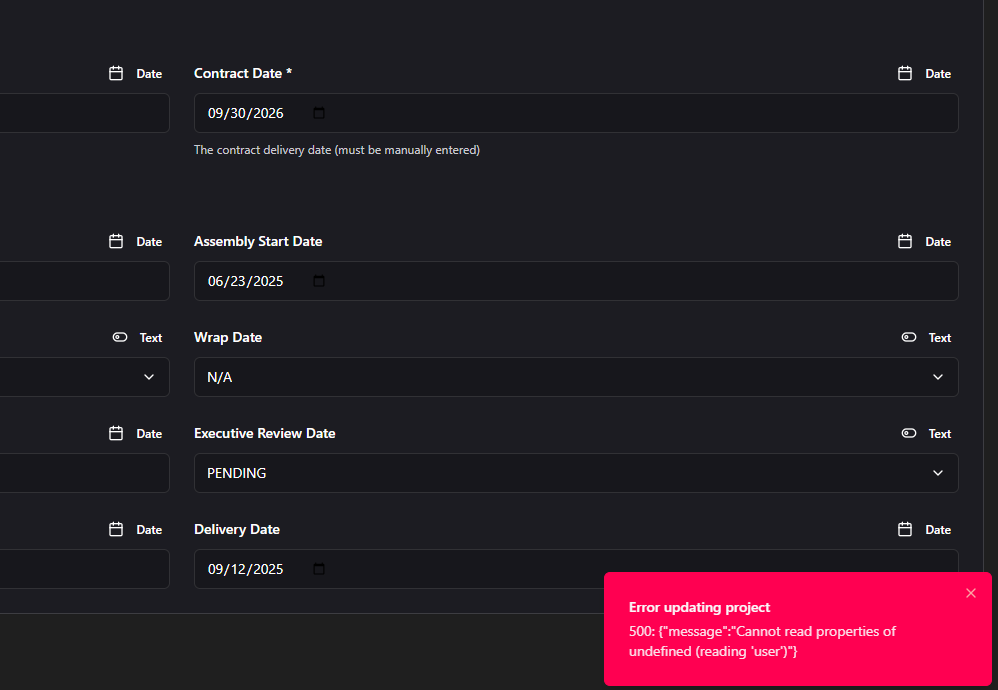 Date
Contract Date *
Date
09/30/2026
The contract delivery date (must be manually entered)
Date
Assembly Start Date
Date
06/23/2025
Text
Wrap Date
Text
N/A
Date
Executive Review Date
Text
PENDING
Date
Delivery Date
Date
09/12/2025
Error updating project
500: {"message":"Cannot read properties of
undefined (reading 'user')"}